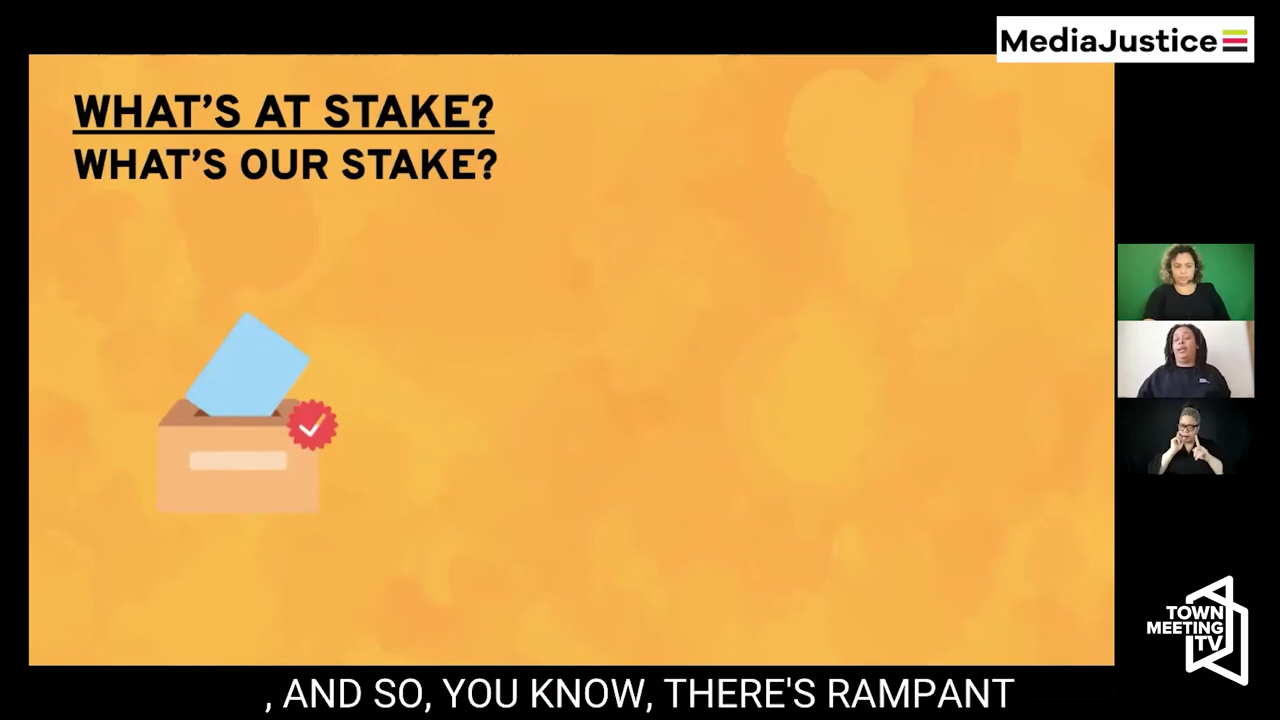 MediaJustice
WHAT'S AT STAKE?
WHAT'S OUR STAKE?
TOWN
MEETING
TV
, AND SO, YOU KNOW, THERE'S RAMPANT